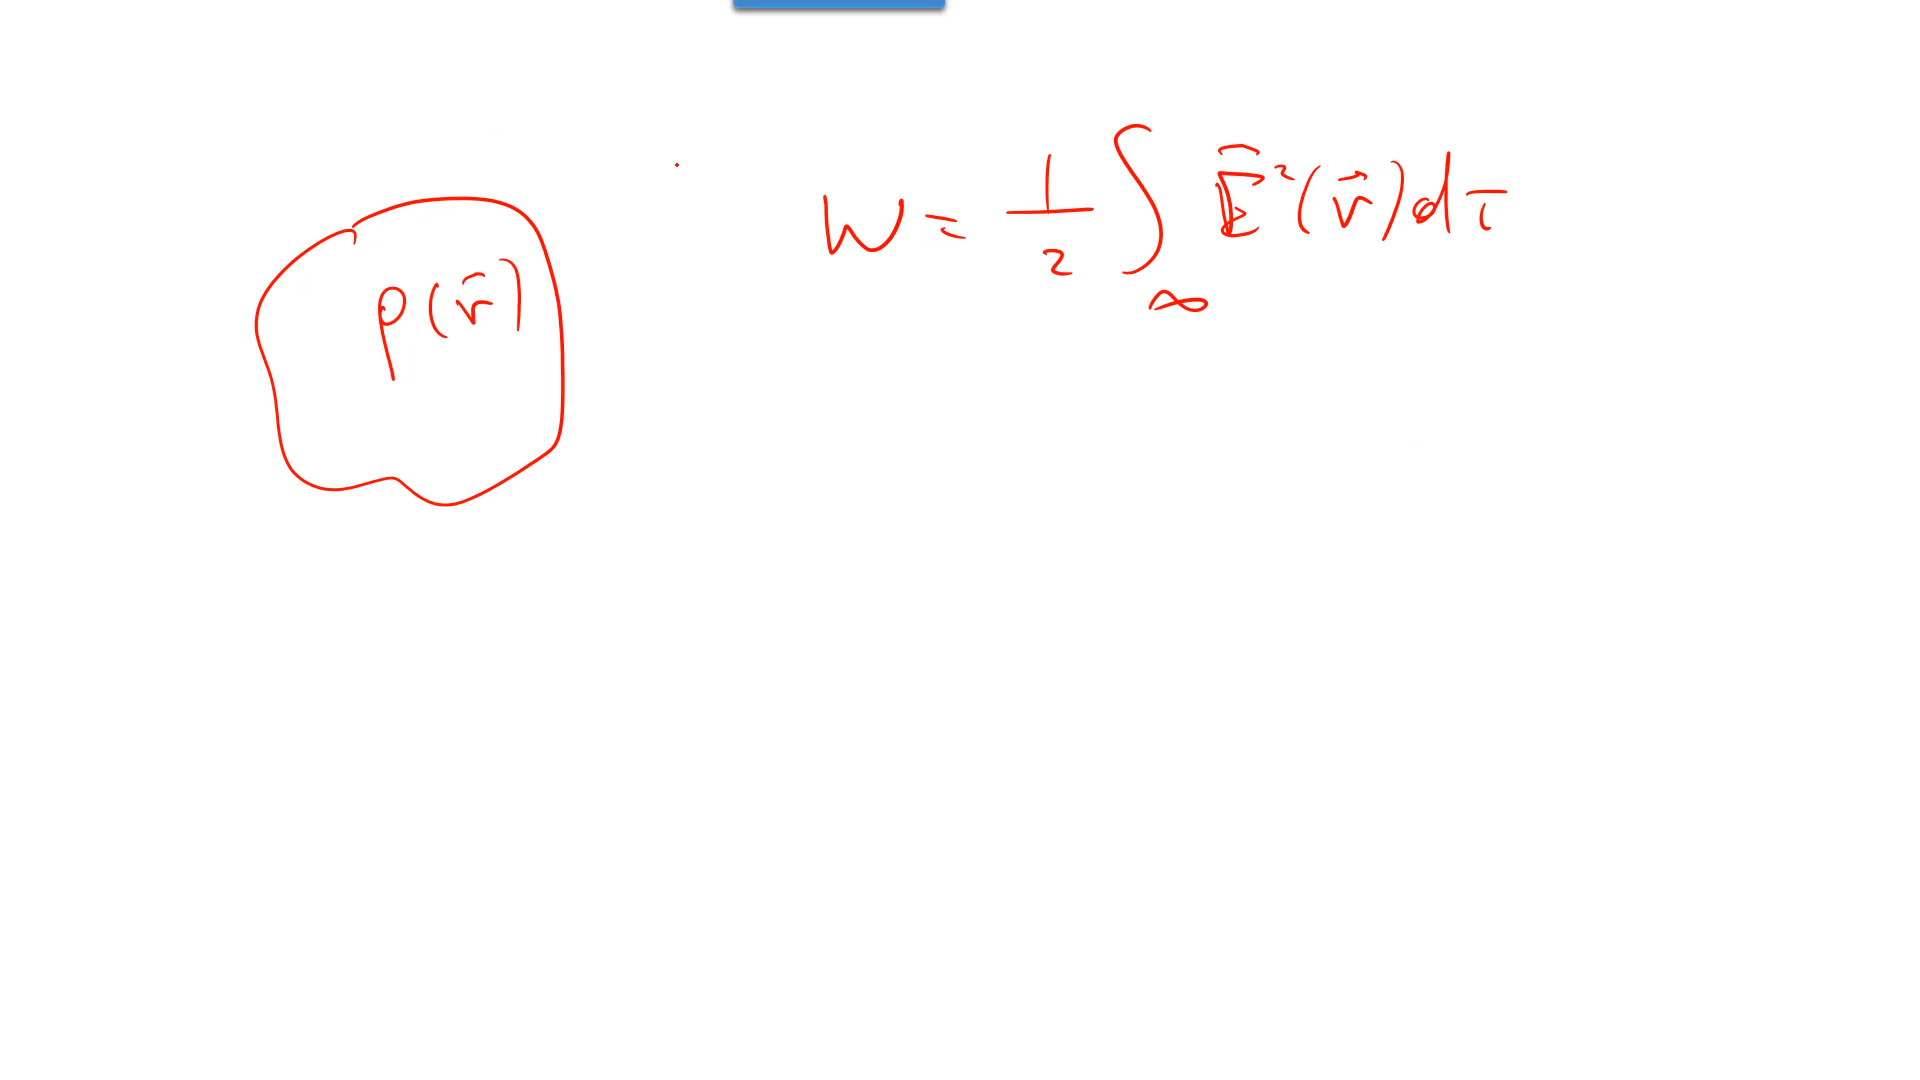 ρ(r⃗)
W = 1/2 ∫_∞ E⃗²(r⃗)dτ